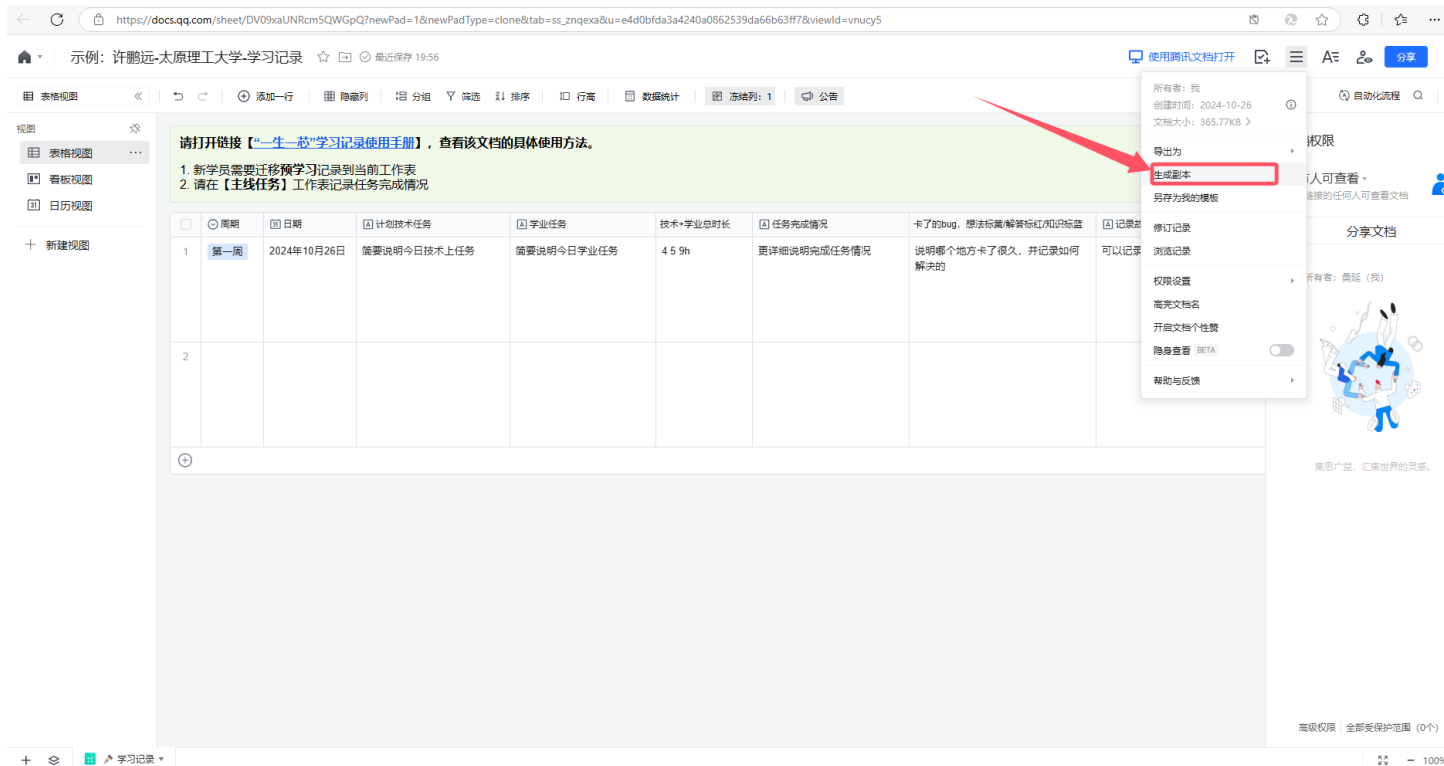 https://docs.qq.com/sheet/DV09xaUNRcm5QWGpQ?newPad=1&newPadType=clone&tab=ss_znqexa&u=e4d0bfda3a4240a0862539da66b63ff7&viewId=vnucy5
示例：许鹏远-太原理工大学-学习记录 最近保存 19:56 使用腾讯文档打开 分享
表格视图 添加一行 隐藏列 分组 筛选 排序 行高 数据统计 冻结列：1 公告 自动化流程
视图
表格视图
看板视图
日历视图
新建视图
请打开链接【“一生一芯”学习记录使用手册】，查看该文档的具体使用方法。
1. 新学员需要迁移预学习记录到当前工作表
2. 请在【主线任务】工作表记录任务完成情况
周期 日期 计划技术任务 学业任务 技术+学业总时长 任务完成情况 卡了的bug，想法标黄/解答标红/知识标蓝 记录
1 第一周 2024年10月26日 简要说明今日技术上任务 简要说明今日学业任务 4 5 9h 更详细说明完成任务情况 说明哪个地方卡了很久，并记录如何 可以记录
解决的
2
所有者：我
创建时间：2024-10-26
文档大小：365.77KB
导出为
生成副本
另存为我的模板
修订记录
浏览记录
权限设置
高亮文档名
开启文档个性赞
隐身查看 BETA
帮助与反馈
权限
人可查看
链接的任何人可查看文档
分享文档
所有者：桑延（我）
集思广益，汇集世界的灵感。
高级权限 全部受保护范围（0个）
学习记录
100%